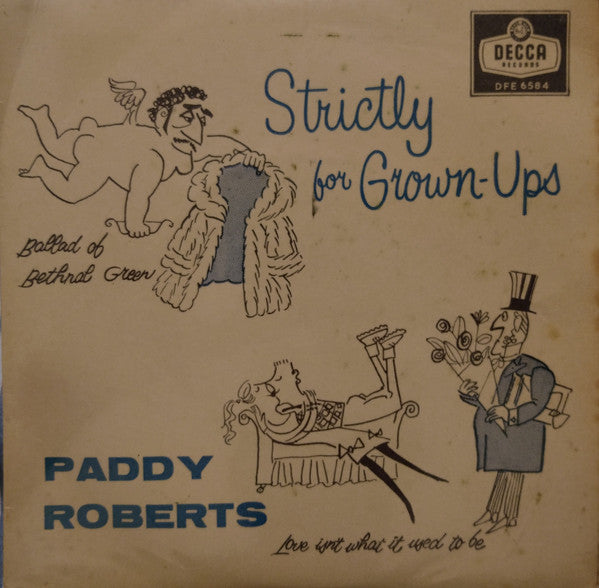 DECCA
RECORDS
DFE 6584
Strictly
for Grown-Ups
Ballad of
Bethnal Green
PADDY
ROBERTS
Love isn't what it used to be